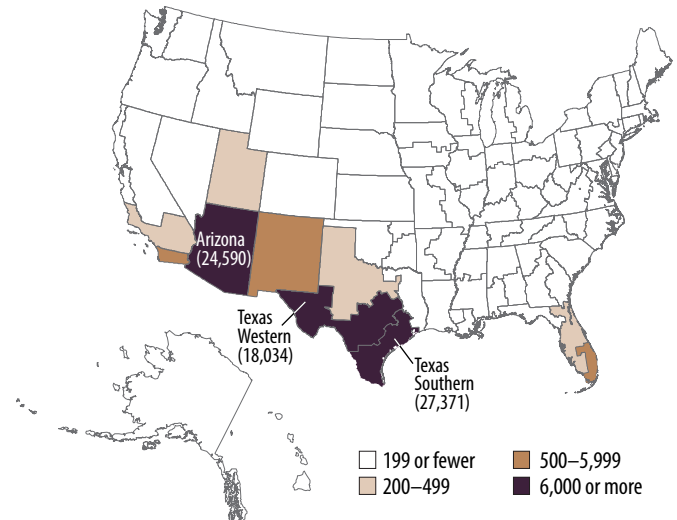 Arizona
(24,590)
Texas
Western
(18,034)
Texas
Southern
(27,371)
199 or fewer
200–499
500–5,999
6,000 or more